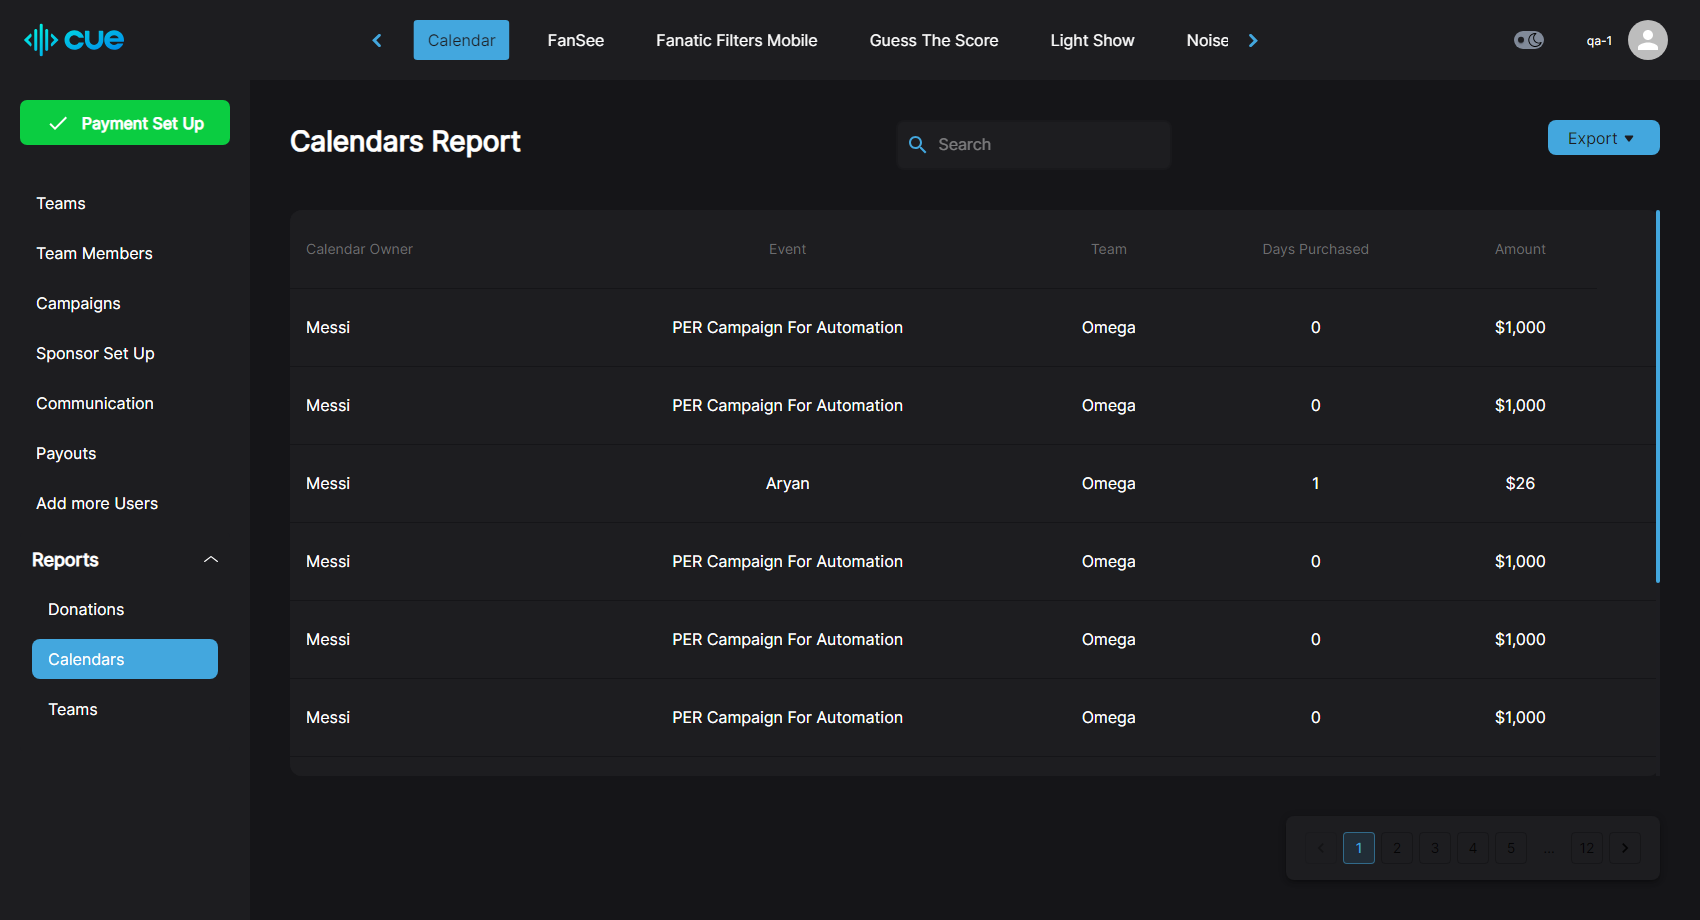 cue
Calendar FanSee Fanatic Filters Mobile Guess The Score Light Show Noise
qa-1
Payment Set Up
Teams
Team Members
Campaigns
Sponsor Set Up
Communication
Payouts
Add more Users
Reports
Donations
Calendars
Teams
Calendars Report
Search
Export
Calendar Owner Event Team Days Purchased Amount
Messi PER Campaign For Automation Omega 0 $1,000
Messi PER Campaign For Automation Omega 0 $1,000
Messi Aryan Omega 1 $26
Messi PER Campaign For Automation Omega 0 $1,000
Messi PER Campaign For Automation Omega 0 $1,000
Messi PER Campaign For Automation Omega 0 $1,000
1 2 3 4 5 ... 12